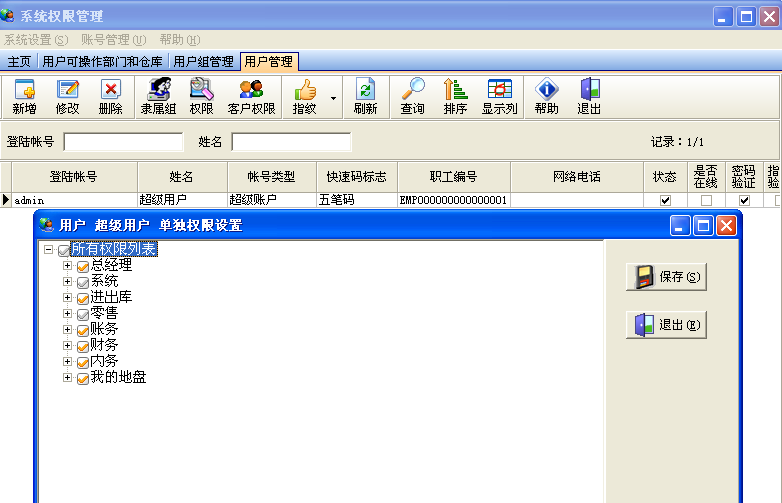 系统权限管理
系统设置(S) 账号管理(U) 帮助(H)
主页 用户可操作部门和仓库 用户组管理 用户管理
新增 修改 删除 隶属组 权限 客户权限 指纹 刷新 查询 排序 显示列 帮助 退出
登陆帐号 姓名 记录：1/1
登陆帐号 姓名 帐号类型 快速码标志 职工编号 网络电话 状态 是否在线 密码验证 指验
admin 超级用户 超级账户 五笔码 EMP000000000000001
用户 超级用户 单独权限设置
所有权限列表
总经理
系统
进出库
零售
账务
财务
内务
我的地盘
保存(S)
退出(E)